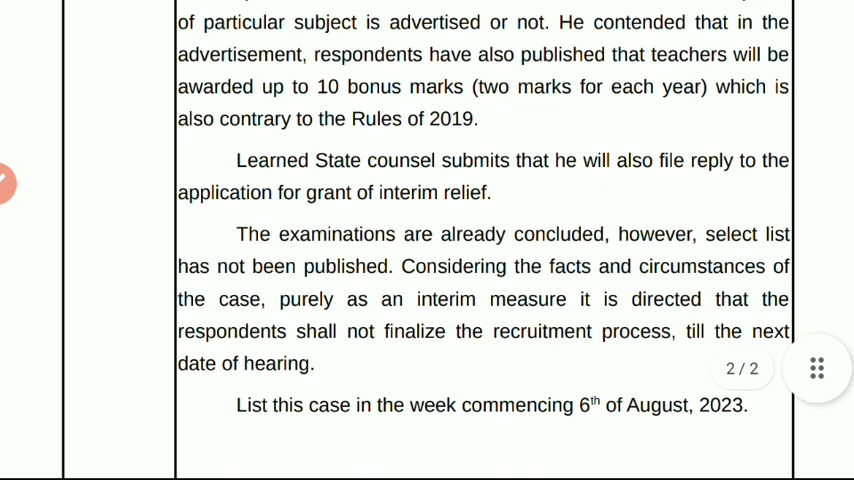 of particular subject is advertised or not. He contended that in the
advertisement, respondents have also published that teachers will be
awarded up to 10 bonus marks (two marks for each year) which is
also contrary to the Rules of 2019.
Learned State counsel submits that he will also file reply to the
application for grant of interim relief.
The examinations are already concluded, however, select list
has not been published. Considering the facts and circumstances of
the case, purely as an interim measure it is directed that the
respondents shall not finalize the recruitment process, till the next
date of hearing.
2 / 2
List this case in the week commencing 6th of August, 2023.